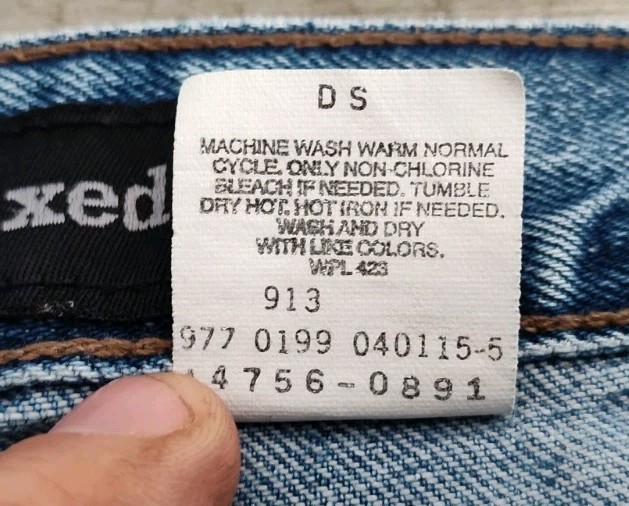 xed
D S
MACHINE WASH WARM NORMAL
CYCLE. ONLY NON-CHLORINE
BLEACH IF NEEDED. TUMBLE
DRY HOT. HOT IRON IF NEEDED.
WASH AND DRY
WITH LIKE COLORS.
WPL 423
913
977 0199 040115-5
4756-0891